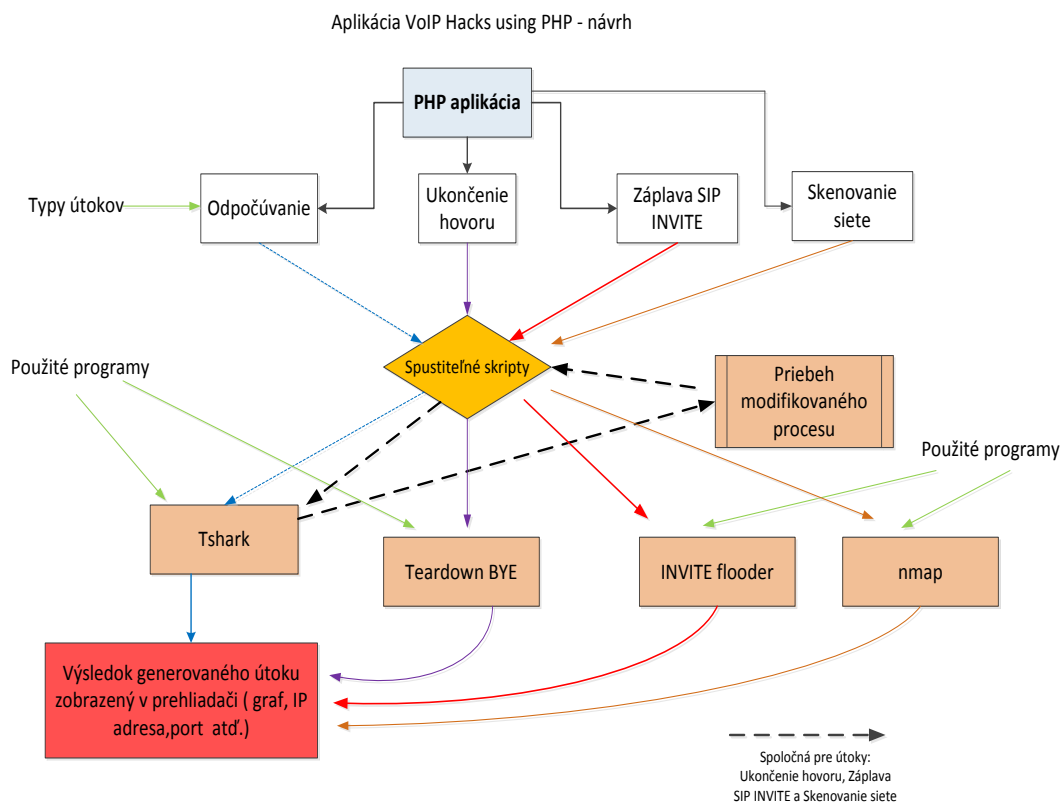 Aplikácia VoIP Hacks using PHP - návrh
PHP aplikácia
Typy útokov
Odpočúvanie
Ukončenie
hovoru
Záplava SIP
INVITE
Skenovanie
siete
Použité programy
Spustiteľné skripty
Priebeh
modifikovaného
procesu
Použité programy
Tshark
Teardown BYE
INVITE flooder
nmap
Výsledok generovaného útoku
zobrazený v prehliadači ( graf, IP
adresa,port atď.)
Spoločná pre útoky:
Ukončenie hovoru, Záplava
SIP INVITE a Skenovanie siete